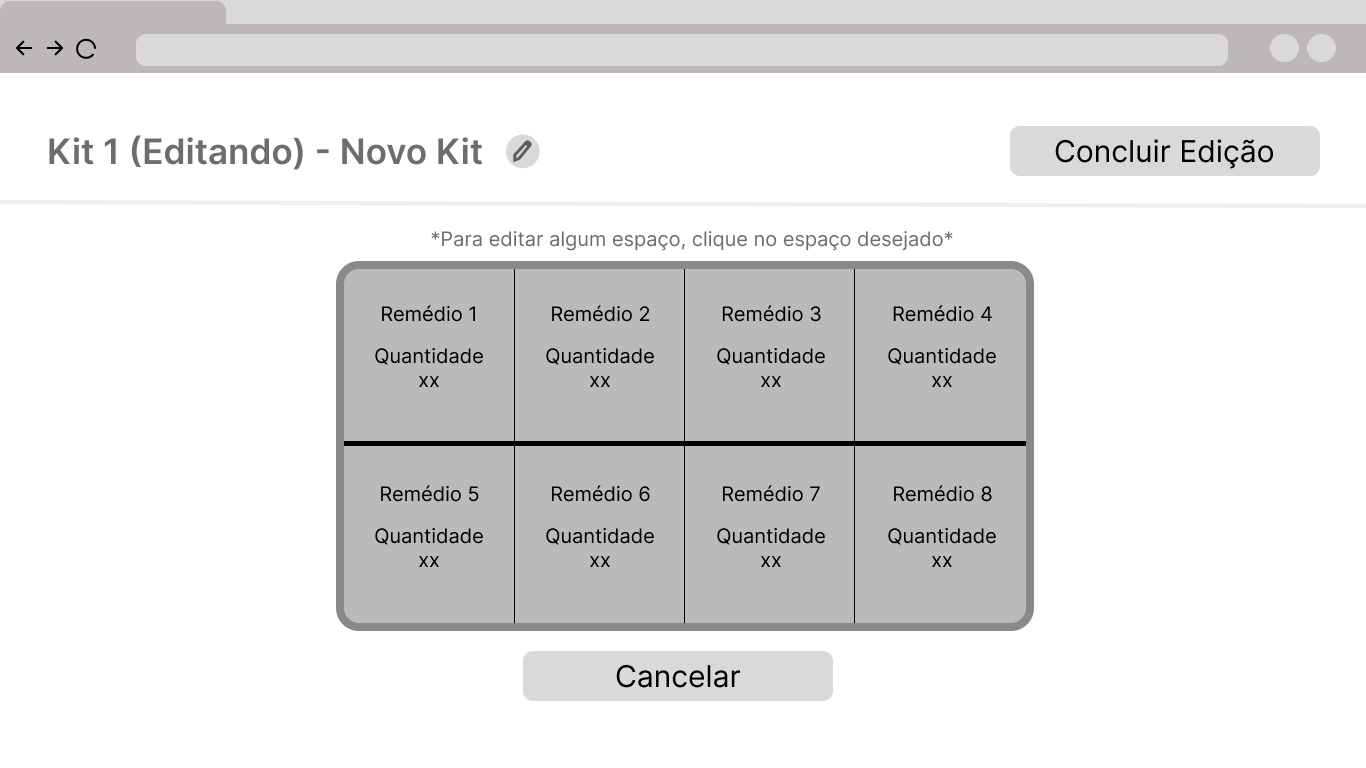 Kit 1 (Editando) - Novo Kit
Concluir Edição
*Para editar algum espaço, clique no espaço desejado*
Remédio 1
Quantidade
xx
Remédio 2
Quantidade
xx
Remédio 3
Quantidade
xx
Remédio 4
Quantidade
xx
Remédio 5
Quantidade
xx
Remédio 6
Quantidade
xx
Remédio 7
Quantidade
xx
Remédio 8
Quantidade
xx
Cancelar